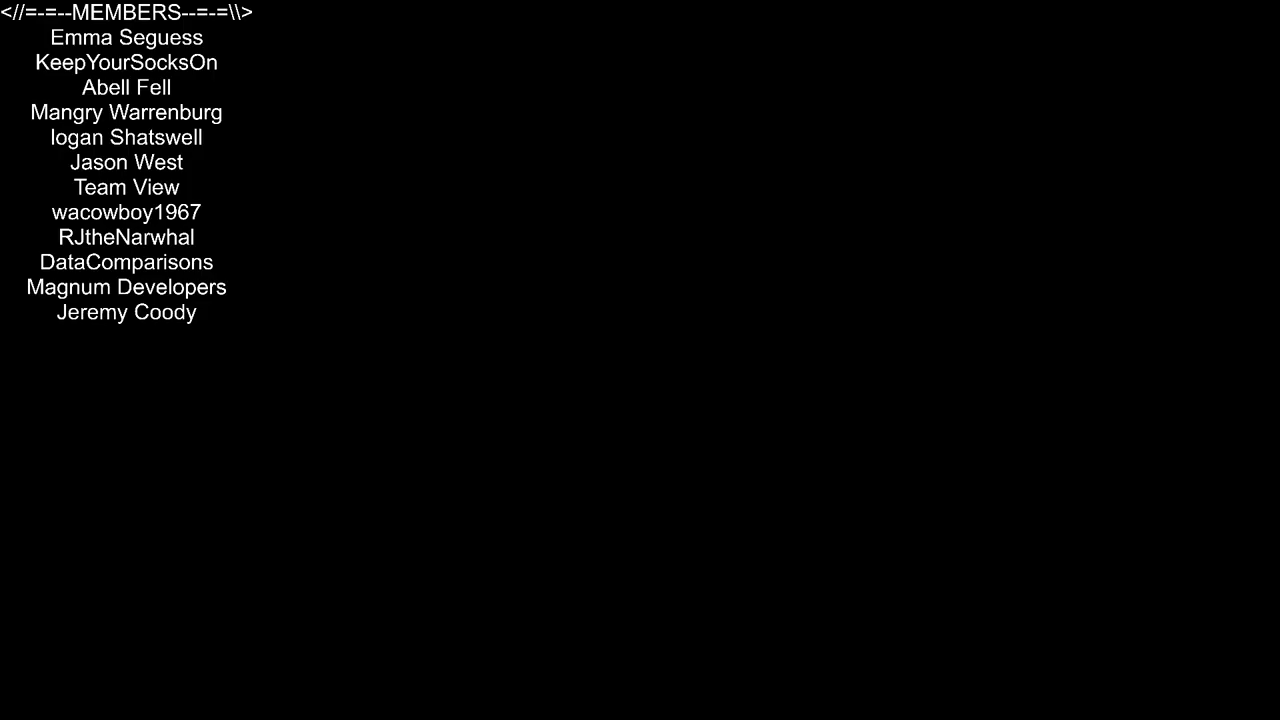 <//=-=--MEMBERS--=-=\\>
Emma Seguess
KeepYourSocksOn
Abell Fell
Mangry Warrenburg
logan Shatswell
Jason West
Team View
wacowboy1967
RJtheNarwhal
DataComparisons
Magnum Developers
Jeremy Coody